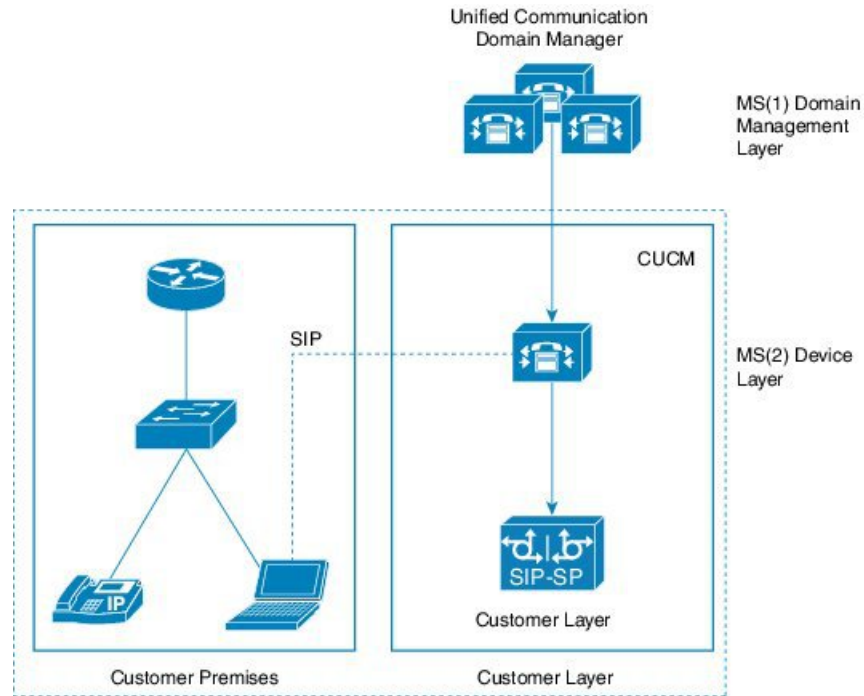 Unified Communication
Domain Manager
MS(1) Domain
Management
Layer
CUCM
SIP
MS(2) Device
Layer
IP
SIP-SP
Customer Layer
Customer Premises
Customer Layer